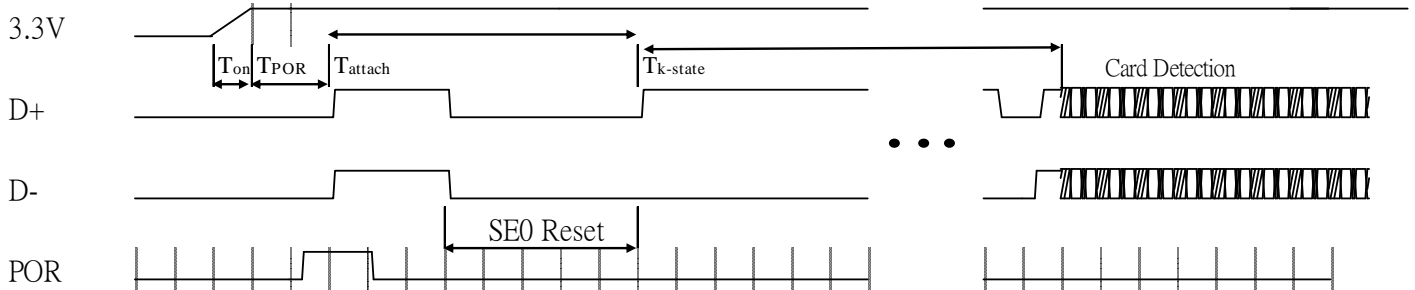 3.3V
Ton TPOR Tattach Tk-state Card Detection
D+
D-
SE0 Reset
POR